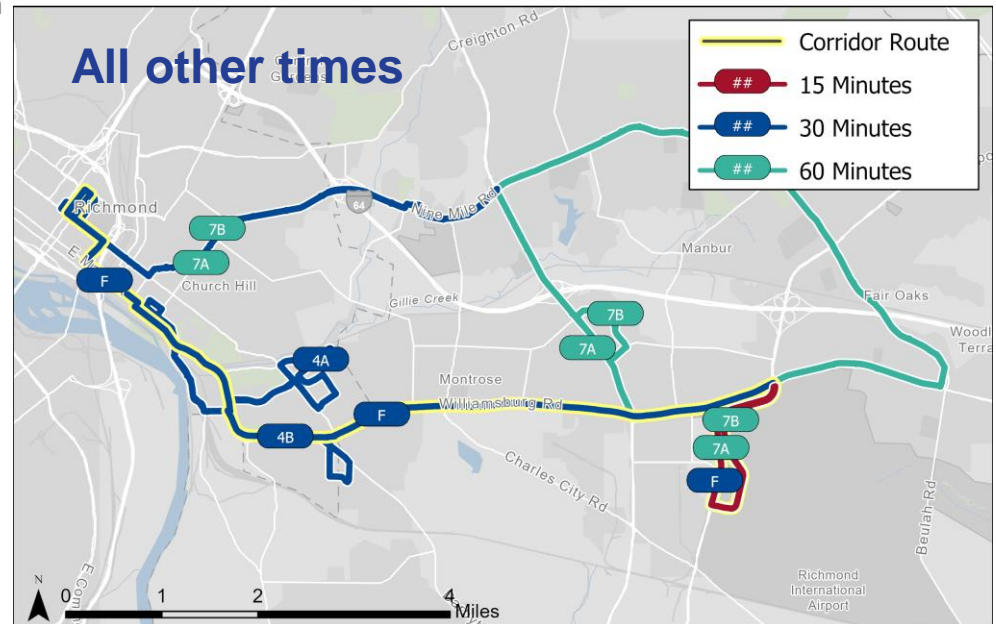 All other times
Creighton Rd
Gardens
Corridor Route
## 15 Minutes
## 30 Minutes
## 60 Minutes
Richmond
64
Nine Mile Rd
7B
7A
Church Hill
Manbur
F
Gillie Creek
Fair Oaks
7B
7A
4A
Montrose
Williamsburg Rd
F
4B
7B
7A
F
Charles City Rd
Beulah Rd
Richmond
International
Airport
N
0 1 2 4
Miles